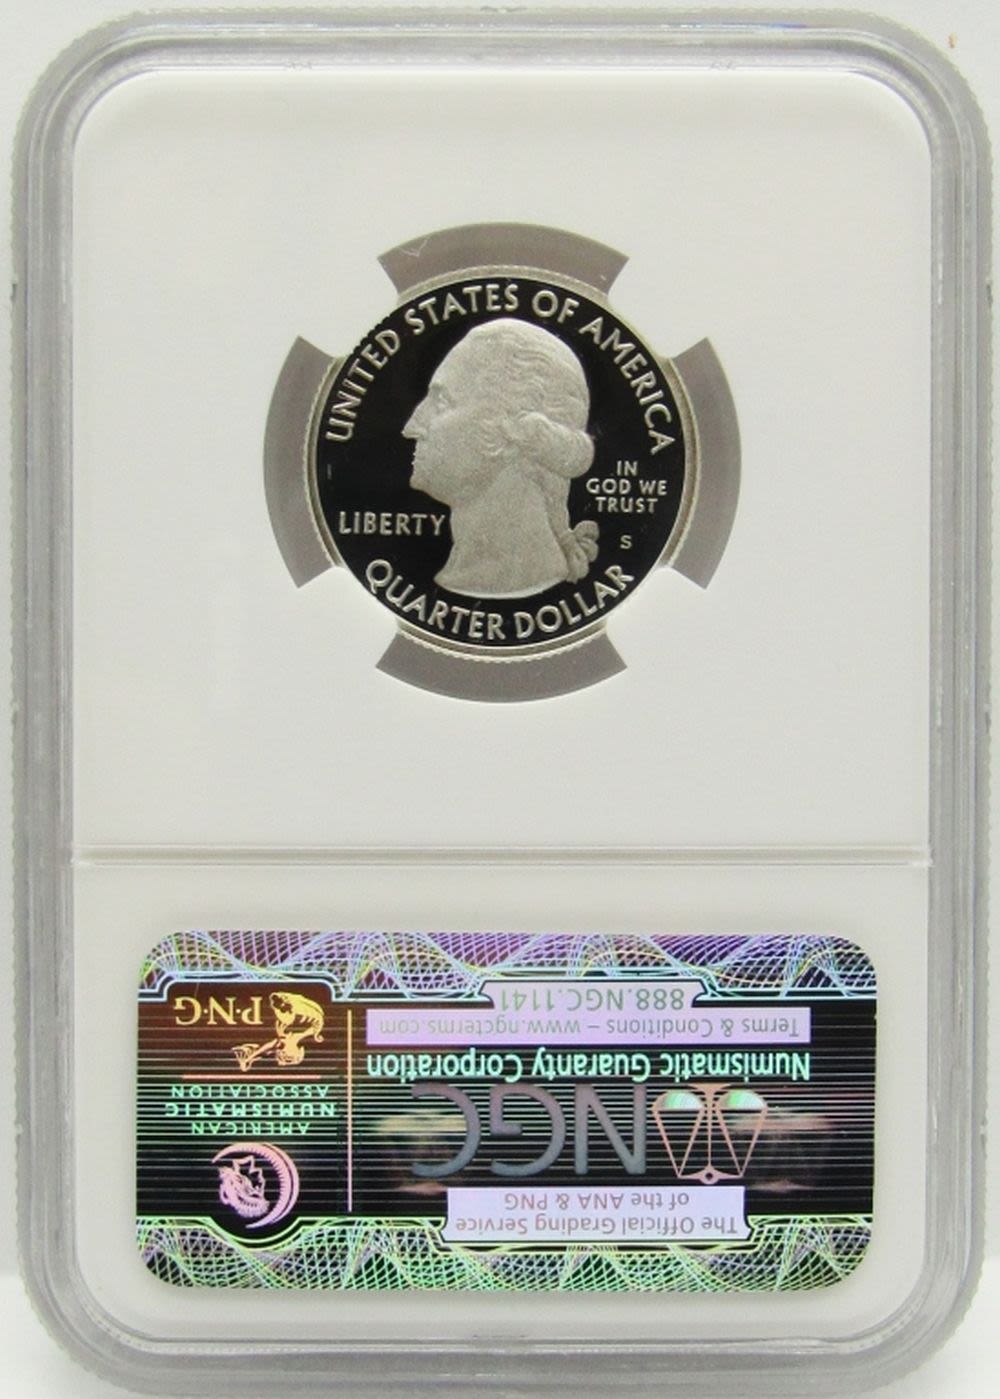 UNITED STATES OF AMERICA
IN
GOD WE
TRUST
LIBERTY
S
QUARTER DOLLAR
The Official Grading Service
of the ANA & PNG
NGC
Numismatic Guaranty Corporation
Terms & Conditions – www.ngcterms.com
888.NGC.1141
AMERICAN
NUMISMATIC
ASSOCIATION
P·N·G